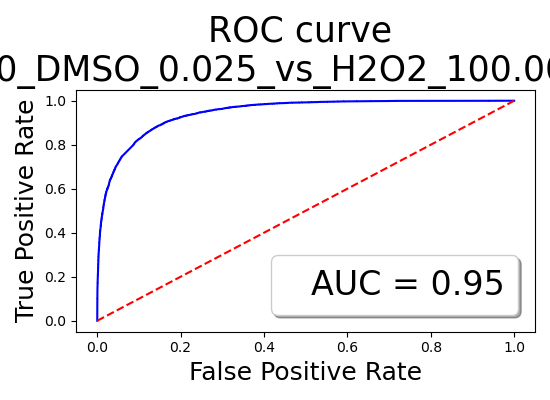 ROC curve
0_DMSO_0.025_vs_H2O2_100.00
True Positive Rate
1.0
0.8
0.6
0.4
0.2
0.0
AUC = 0.95
0.0 0.2 0.4 0.6 0.8 1.0
False Positive Rate